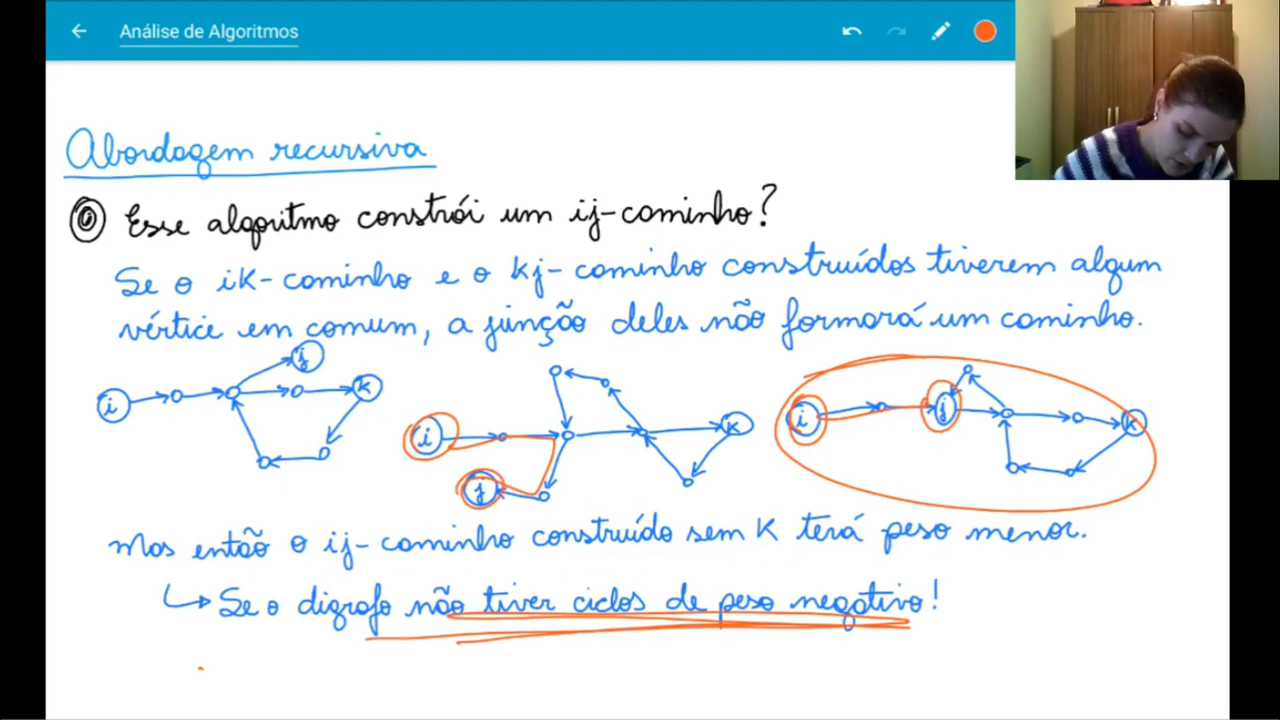 Análise de Algoritmos
Abordagem recursiva
Esse algoritmo constrói um ij-caminho?
Se o ik-caminho e o kj-caminho construídos tiverem algum
vértice em comum, a junção deles não formará um caminho.
i j k
i j k
i j k
Mas então o ij-caminho construído sem k terá peso menor.
↳ Se o digrafo não tiver ciclos de peso negativo!